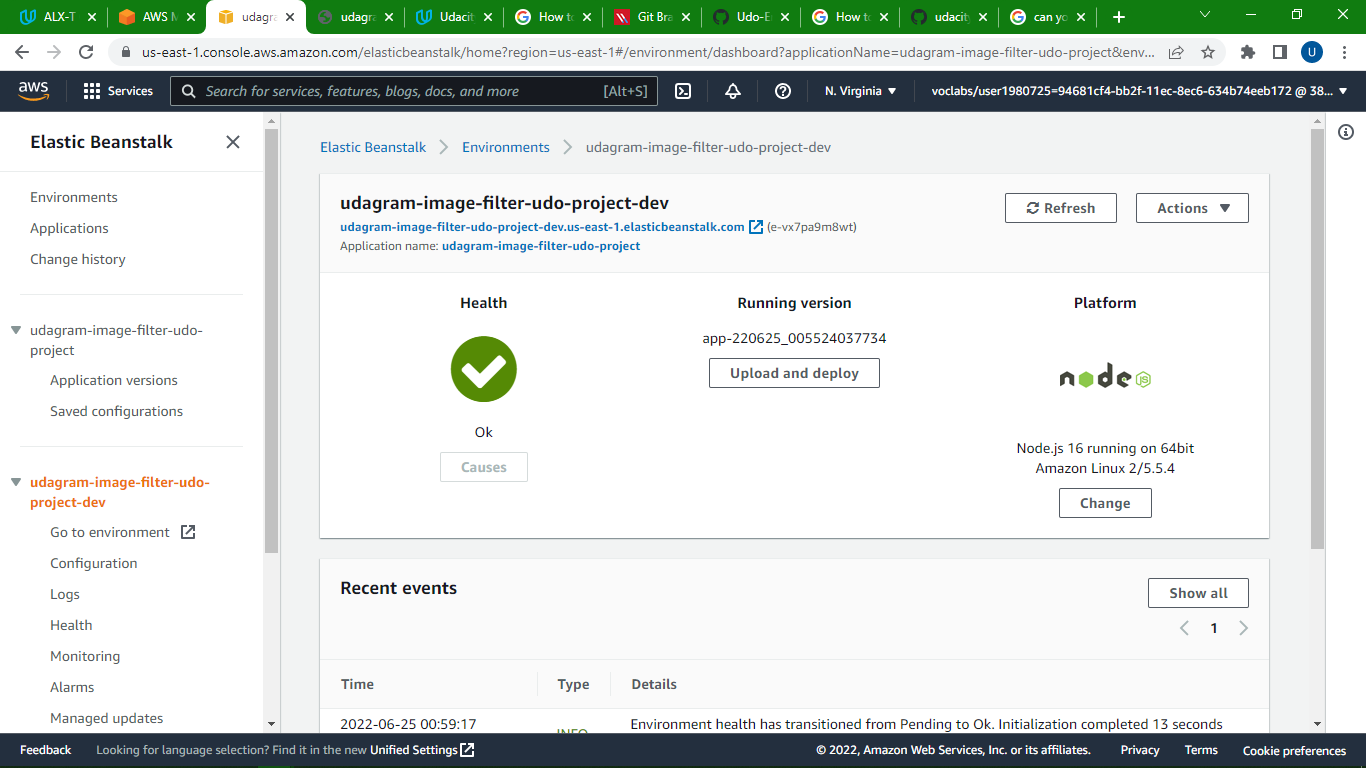 ALX-T
AWS M
udagra
udagra
Udacit
How to
Git Bra
Udo-E
How to
udacity
can yo
us-east-1.console.aws.amazon.com/elasticbeanstalk/home?region=us-east-1#/environment/dashboard?applicationName=udagram-image-filter-udo-project&env...
U
aws
Services
Search for services, features, blogs, docs, and more
[Alt+S]
N. Virginia
voclabs/user1980725=94681cf4-bb2f-11ec-8ec6-634b74eeb172 @ 38...
Elastic Beanstalk
Environments
Applications
Change history
udagram-image-filter-udo-
project
Application versions
Saved configurations
udagram-image-filter-udo-
project-dev
Go to environment
Configuration
Logs
Health
Monitoring
Alarms
Managed updates
Elastic Beanstalk
Environments
udagram-image-filter-udo-project-dev
udagram-image-filter-udo-project-dev
udagram-image-filter-udo-project-dev.us-east-1.elasticbeanstalk.com (e-vx7pa9m8wt)
Application name: udagram-image-filter-udo-project
Refresh
Actions
Health
Ok
Causes
Running version
app-220625_005524037734
Upload and deploy
Platform
node JS
Node.js 16 running on 64bit
Amazon Linux 2/5.5.4
Change
Recent events
Show all
1
Time
Type
Details
2022-06-25 00:59:17
INFO
Environment health has transitioned from Pending to Ok. Initialization completed 13 seconds
Feedback
Looking for language selection? Find it in the new Unified Settings
© 2022, Amazon Web Services, Inc. or its affiliates.
Privacy
Terms
Cookie preferences